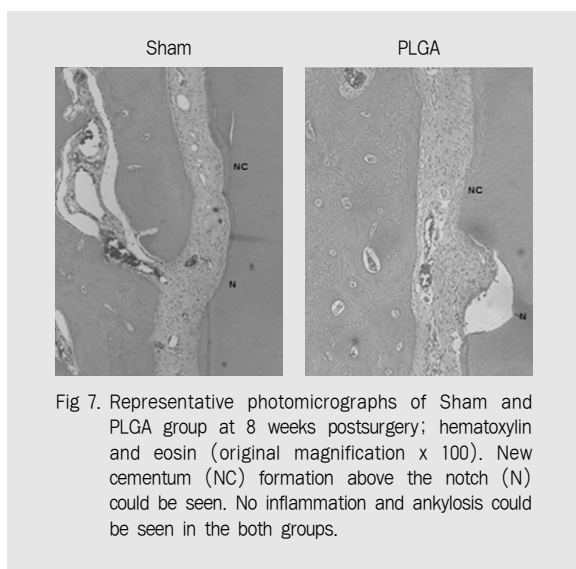 Sham PLGA
NC
NC
N
N
Fig 7. Representative photomicrographs of Sham and
PLGA group at 8 weeks postsurgery; hematoxylin
and eosin (original magnification x 100). New
cementum (NC) formation above the notch (N)
could be seen. No inflammation and ankylosis could
be seen in the both groups.